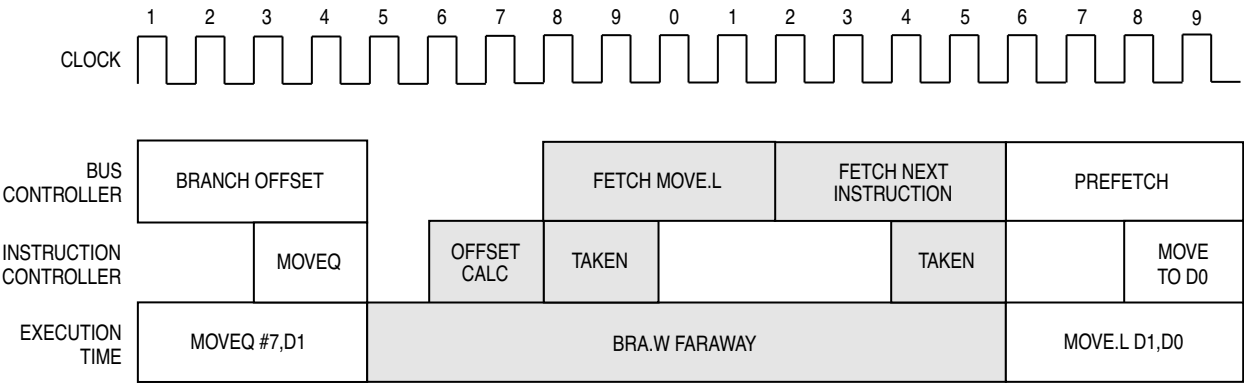 1 2 3 4 5 6 7 8 9 0 1 2 3 4 5 6 7 8 9
CLOCK
BUS
CONTROLLER
BRANCH OFFSET
FETCH MOVE.L
FETCH NEXT
INSTRUCTION
PREFETCH
INSTRUCTION
CONTROLLER
MOVEQ
OFFSET
CALC
TAKEN
TAKEN
MOVE
TO D0
EXECUTION
TIME
MOVEQ #7,D1
BRA.W FARAWAY
MOVE.L D1,D0